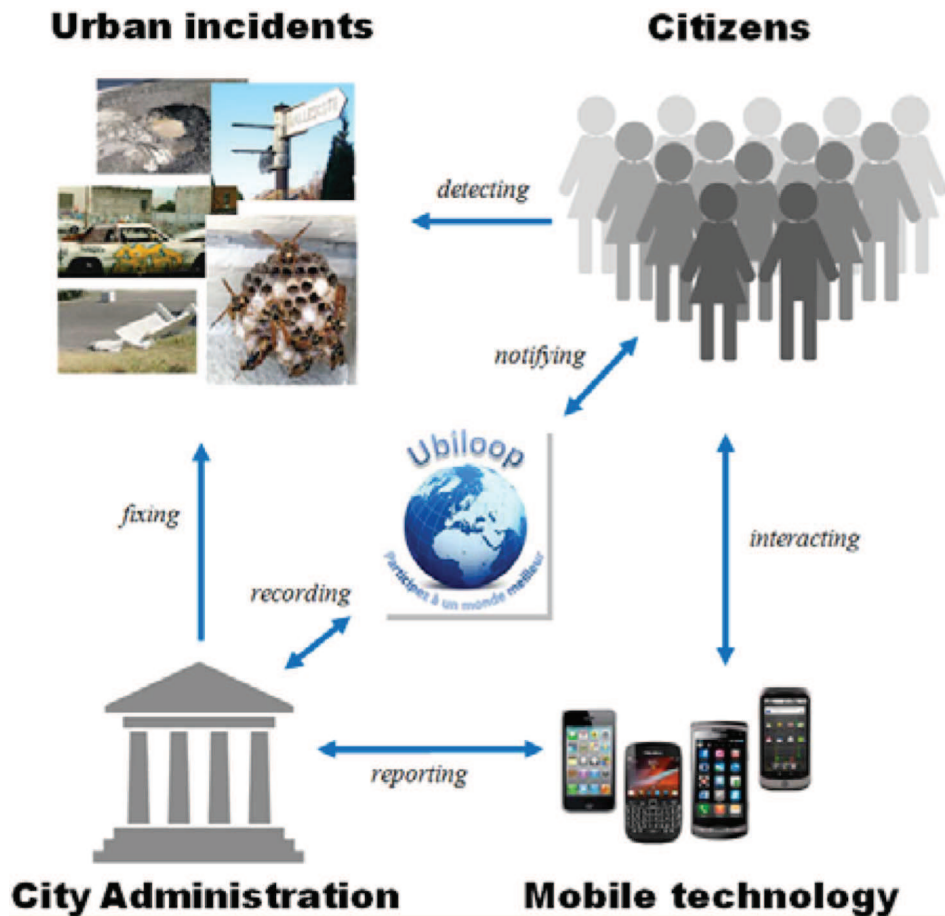 Urban incidents
Citizens
detecting
notifying
Ubiloop
Participez à un monde meilleur
fixing
interacting
recording
reporting
City Administration
Mobile technology